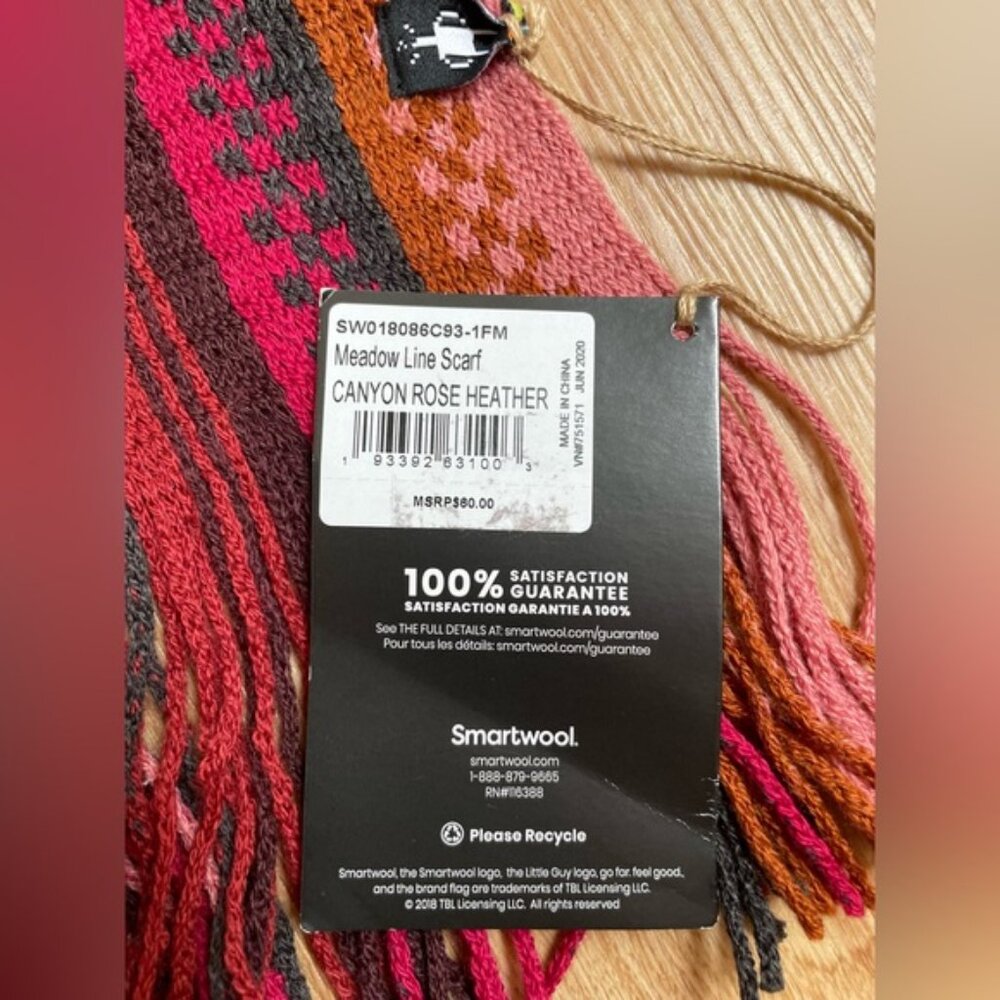 SW018086C93-1FM
Meadow Line Scarf
CANYON ROSE HEATHER
1 93392 63100 3
MSRP$60.00
MADE IN CHINA
VN#751571 JUN 2020
100% SATISFACTION GUARANTEE
SATISFACTION GARANTIE A 100%
See THE FULL DETAILS AT: smartwool.com/guarantee
Pour tous les détails: smartwool.com/guarantee
Smartwool.
smartwool.com
1-888-879-9665
RN#116388
Please Recycle
Smartwool, the Smartwool logo, the Little Guy logo, go far. feel good.,
and the brand flag are trademarks of TBL Licensing LLC.
© 2018 TBL Licensing LLC. All rights reserved